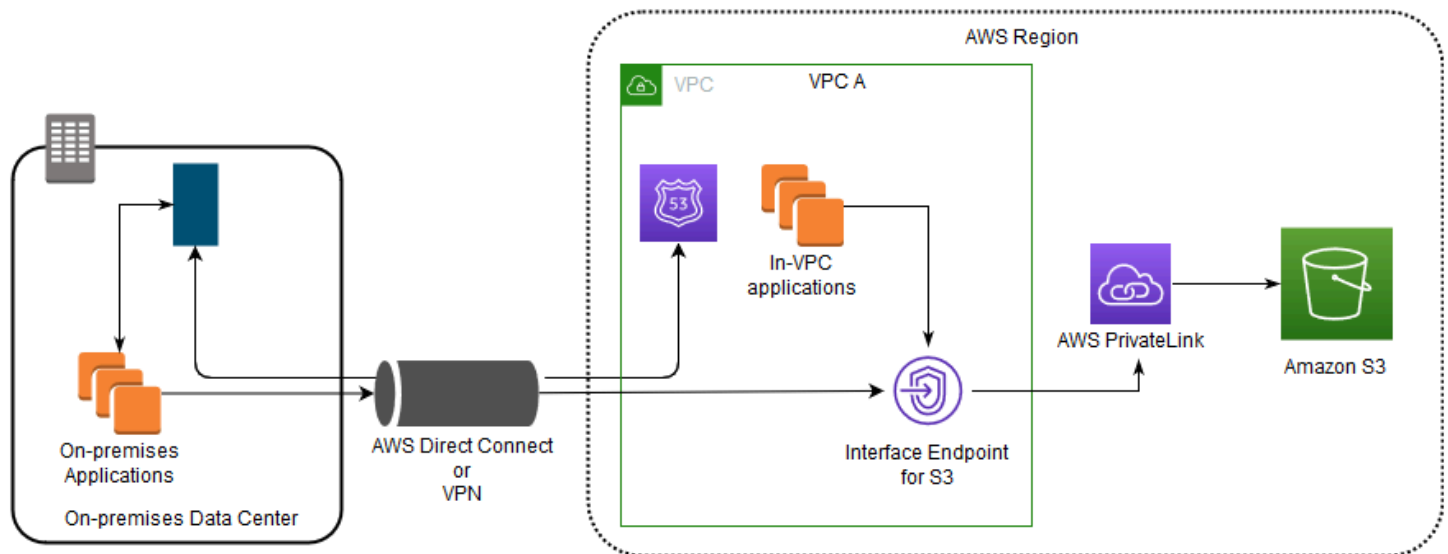 AWS Region
VPC
VPC A
53
In-VPC
applications
AWS PrivateLink
Amazon S3
On-premises
Applications
AWS Direct Connect
or
VPN
Interface Endpoint
for S3
On-premises Data Center